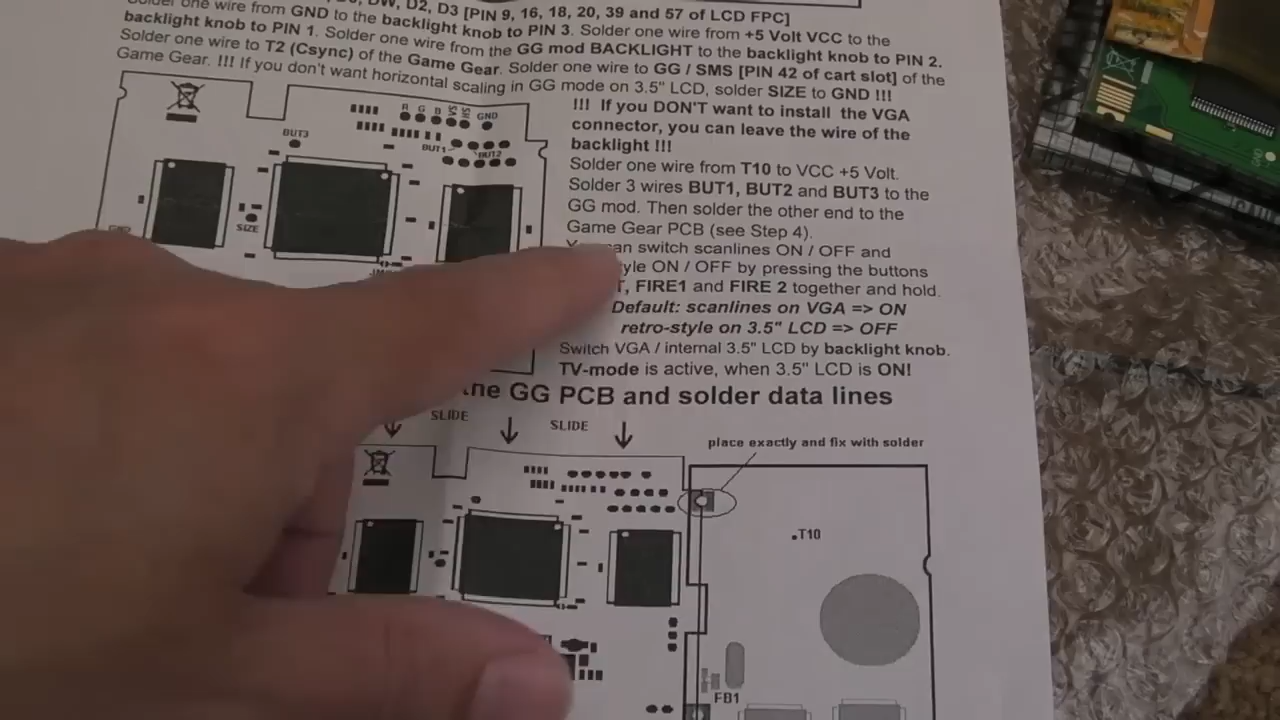 Solder one wire from GND to the backlight knob to PIN 3. Solder one wire from +5 Volt VCC to the
DW, D2, D3 [PIN 9, 16, 18, 20, 39 and 57 of LCD FPC]
backlight knob to PIN 1. Solder one wire from the GG mod BACKLIGHT to the backlight knob to PIN 2.
Solder one wire to T2 (Csync) of the Game Gear. Solder one wire to GG / SMS [PIN 42 of cart slot] of the
Game Gear. !!! If you don't want horizontal scaling in GG mode on 3.5" LCD, solder SIZE to GND !!!
!!! If you DON'T want to install the VGA
connector, you can leave the wire of the
backlight !!!
Solder one wire from T10 to VCC +5 Volt.
Solder 3 wires BUT1, BUT2 and BUT3 to the
GG mod. Then solder the other end to the
Game Gear PCB (see Step 4).
can switch scanlines ON / OFF and
ON / OFF by pressing the buttons
FIRE1 and FIRE 2 together and hold.
Default: scanlines on VGA => ON
retro-style on 3.5" LCD => OFF
Switch VGA / internal 3.5" LCD by backlight knob.
TV-mode is active, when 3.5" LCD is ON!
R G B GND
BUT3
BUT1
BUT2
SIZE
the GG PCB and solder data lines
SLIDE
SLIDE
place exactly and fix with solder
.T10
FB1